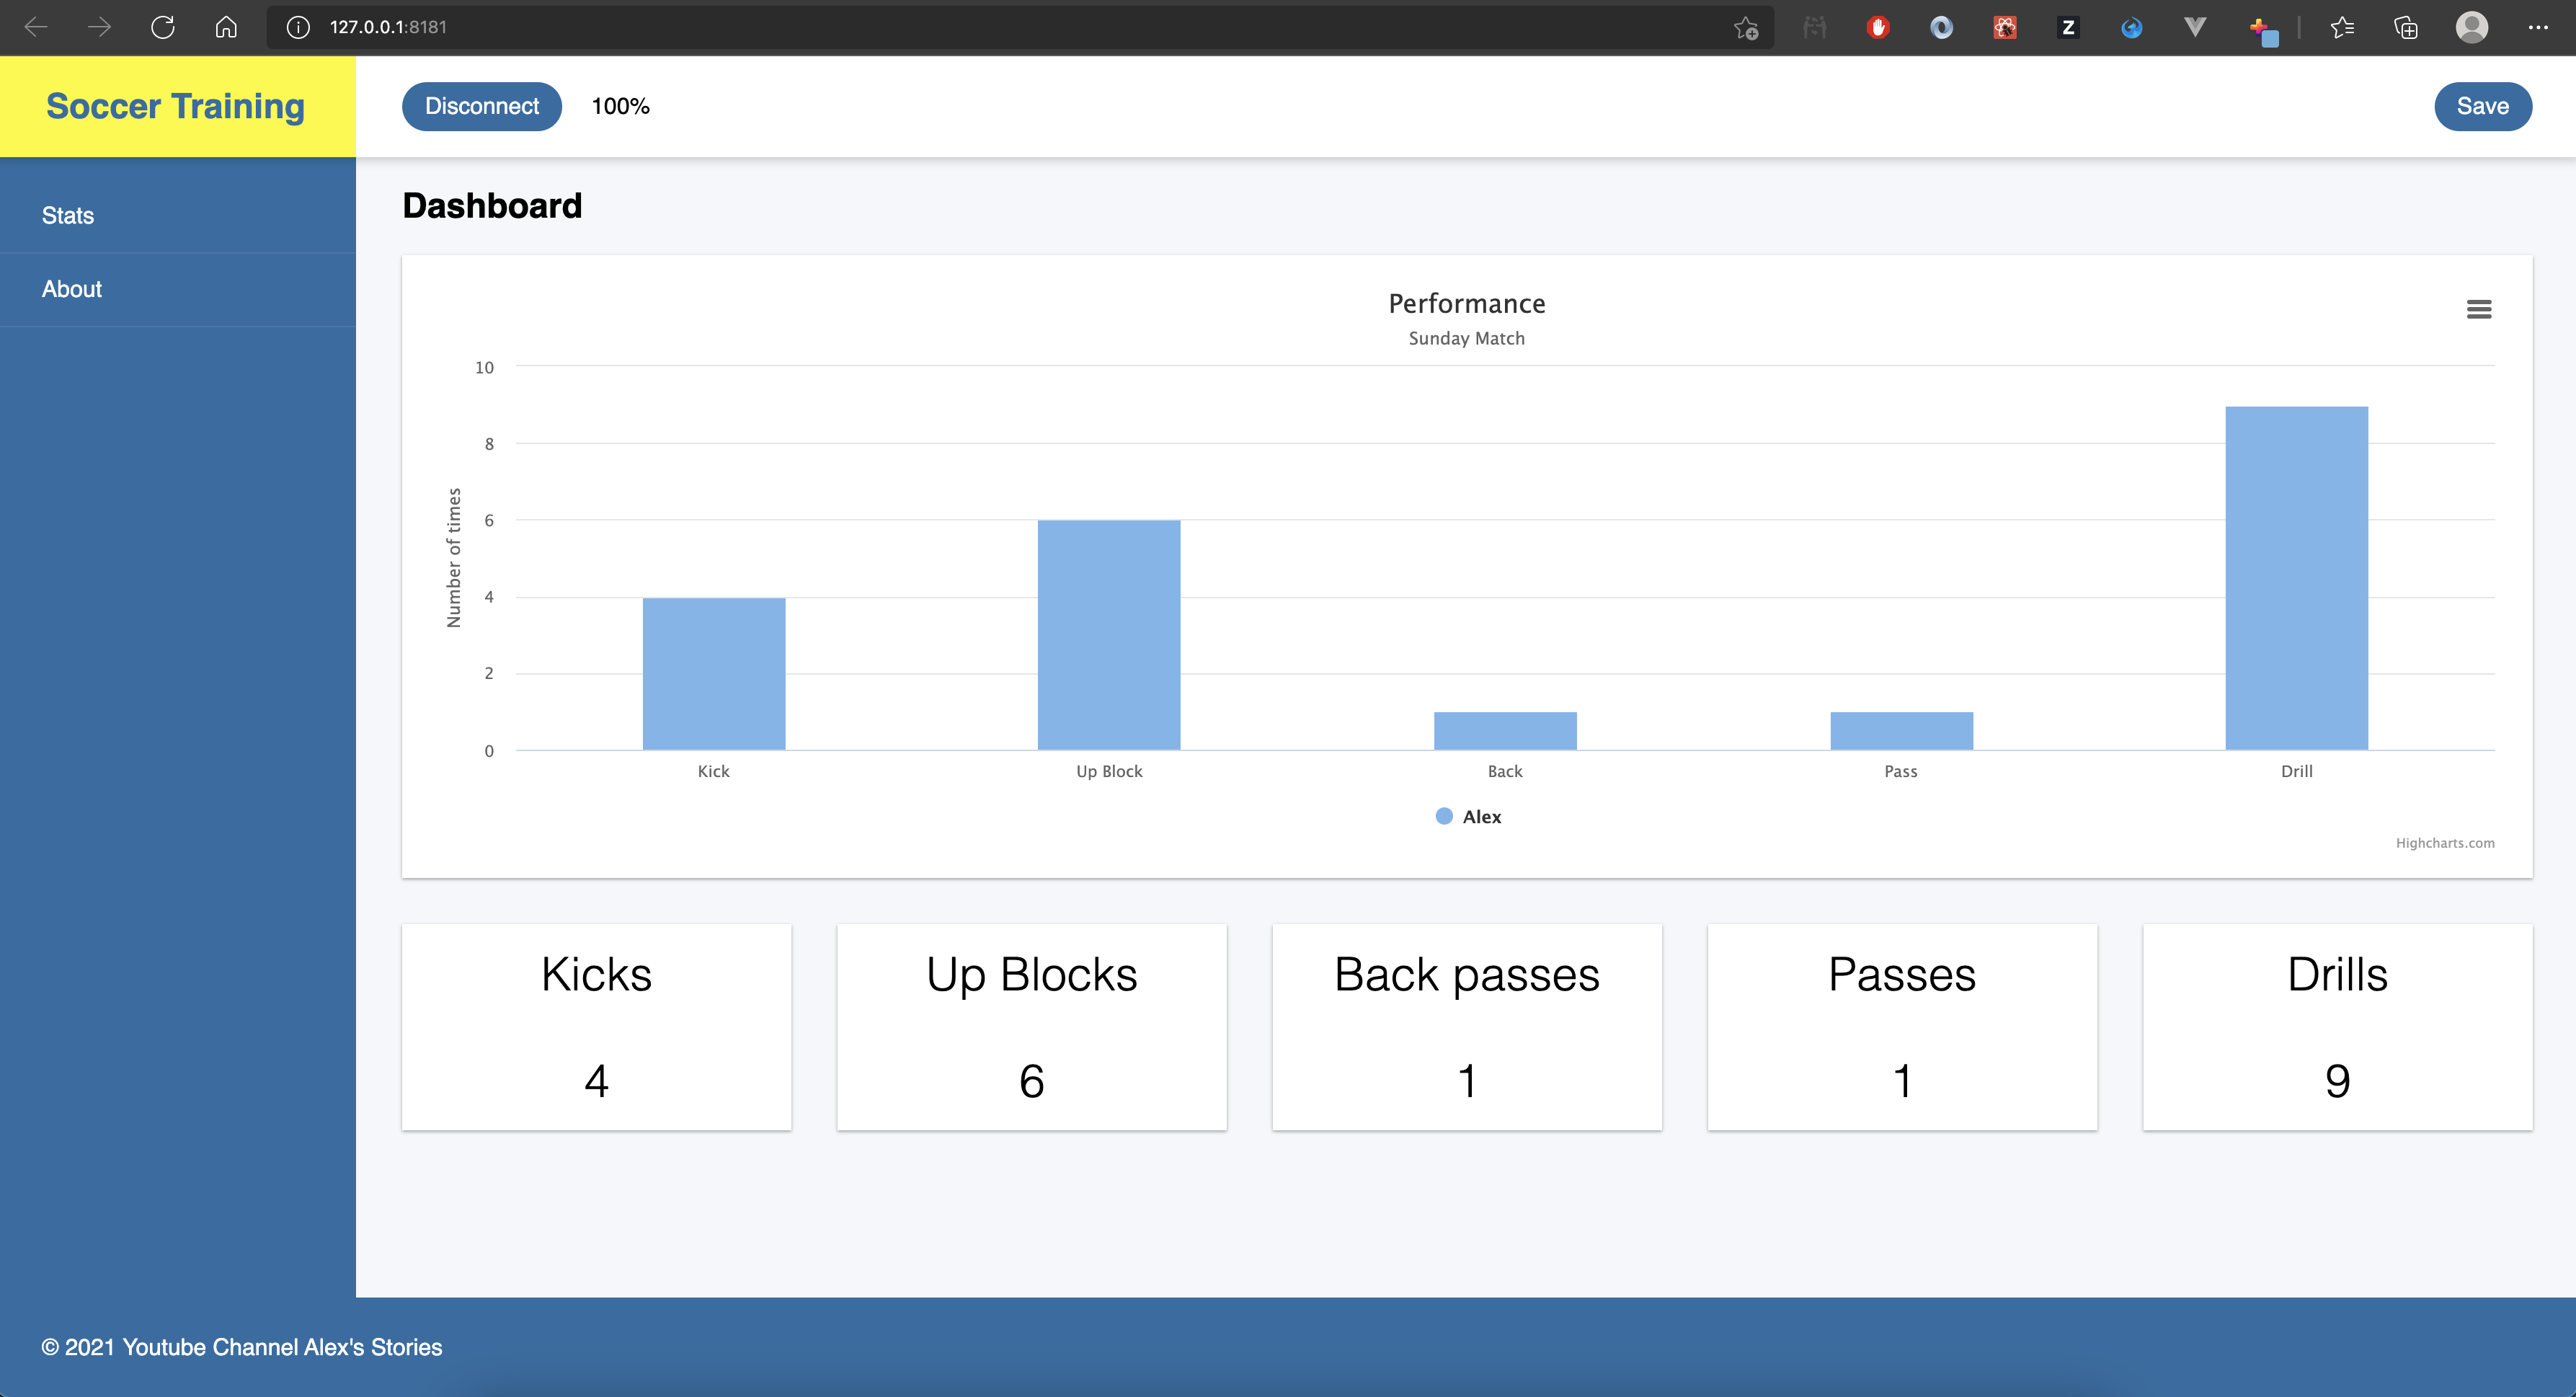 127.0.0.1:8181
Soccer Training
Disconnect
100%
Save
Stats
About
Dashboard
Performance
Sunday Match
Number of times
10
8
6
4
2
0
Kick
Up Block
Back
Pass
Drill
Alex
Highcharts.com
Kicks
4
Up Blocks
6
Back passes
1
Passes
1
Drills
9
© 2021 Youtube Channel Alex's Stories